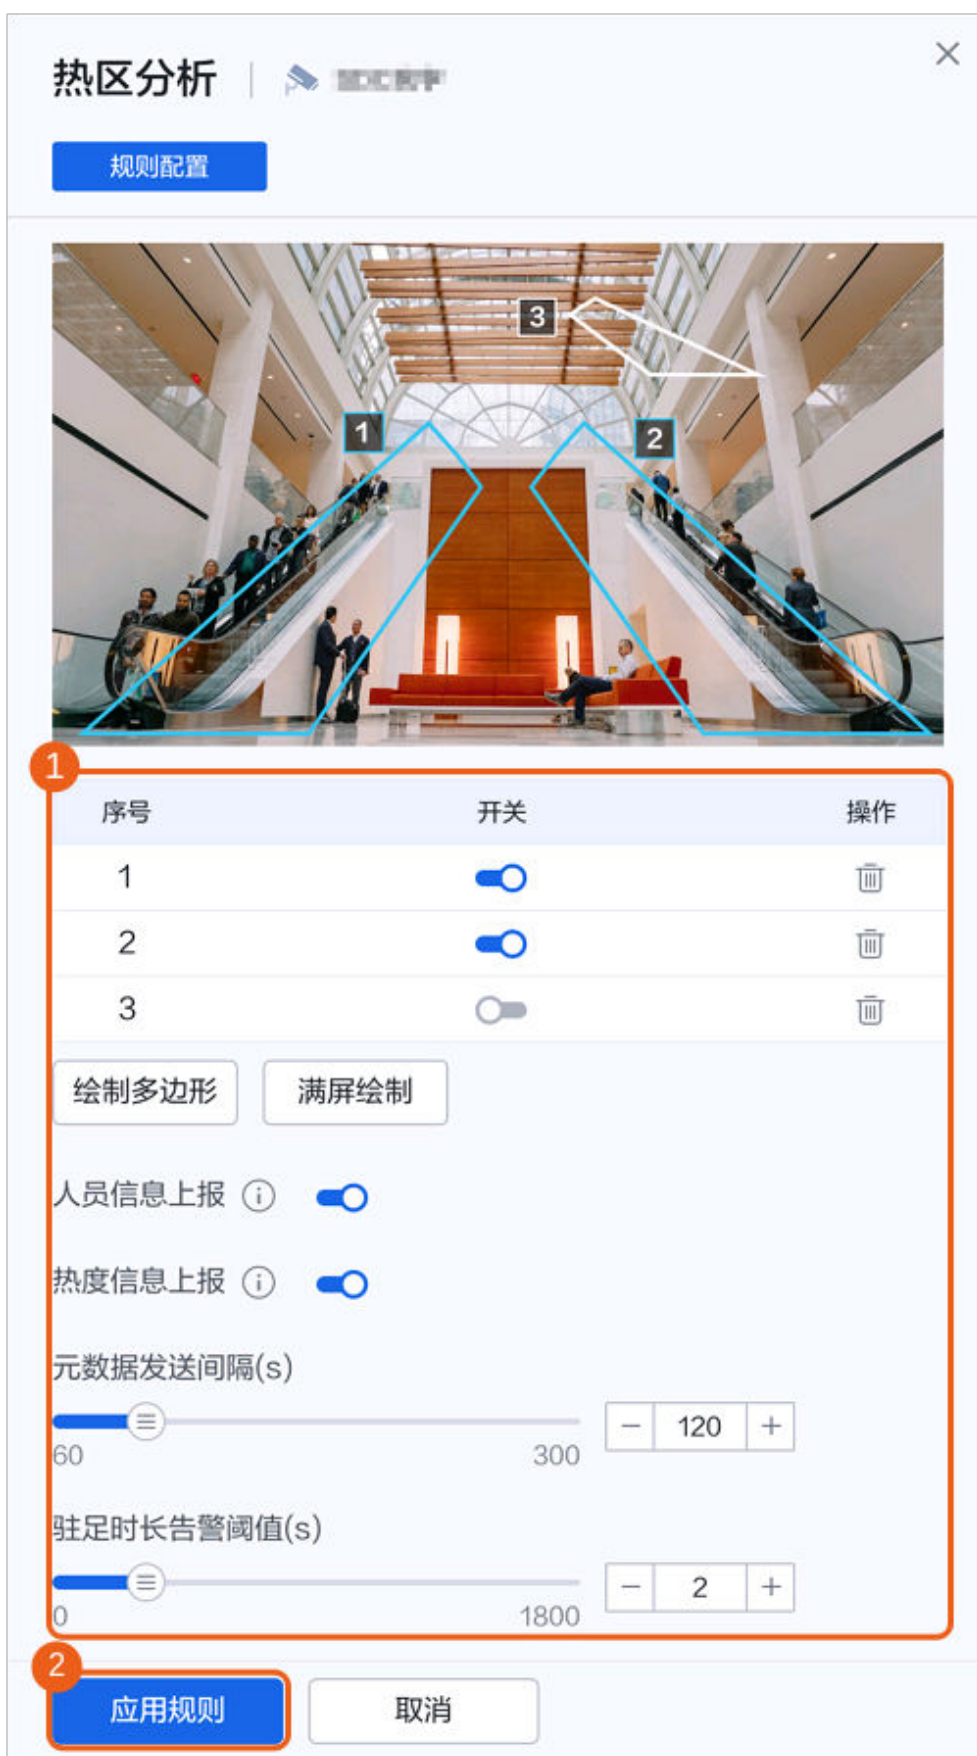 热区分析
规则配置
3
1
2
1
序号 开关 操作
1
2
3
绘制多边形 满屏绘制
人员信息上报
热度信息上报
元数据发送间隔(s)
− 120 +
60 300
驻足时长告警阈值(s)
− 2 +
0 1800
2
应用规则 取消